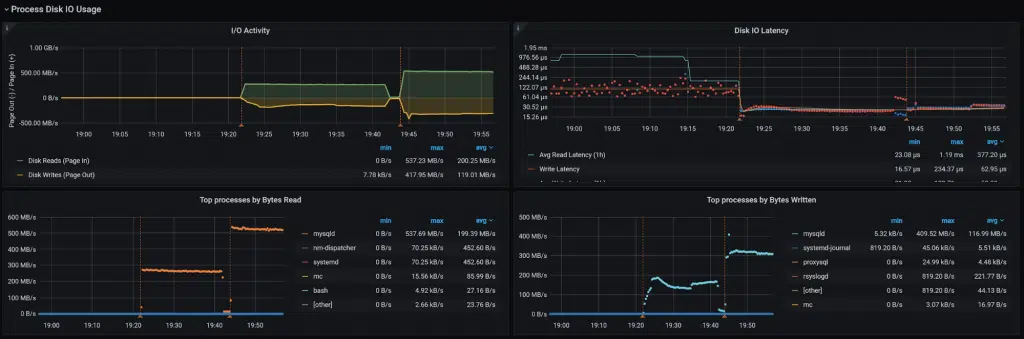 Process Disk IO Usage
I/O Activity
Page Out (-) / Page In (+)
1.00 GB/s
500.00 MB/s
0 B/s
-500.00 MB/s
19:00 19:05 19:10 19:15 19:20 19:25 19:30 19:35 19:40 19:45 19:50 19:55
min max avg
Disk Reads (Page In) 0 B/s 537.23 MB/s 200.25 MB/s
Disk Writes (Page Out) 7.78 kB/s 417.95 MB/s 119.01 MB/s
Disk IO Latency
1.95 ms
976.56 µs
488.28 µs
244.14 µs
122.07 µs
61.04 µs
30.52 µs
15.26 µs
19:00 19:05 19:10 19:15 19:20 19:25 19:30 19:35 19:40 19:45 19:50 19:55
min max avg
Avg Read Latency (1h) 23.08 µs 1.19 ms 377.20 µs
Write Latency 16.57 µs 234.37 µs 62.95 µs
Top processes by Bytes Read
600 MB/s
500 MB/s
400 MB/s
300 MB/s
200 MB/s
100 MB/s
0 B/s
19:00 19:10 19:20 19:30 19:40 19:50
min max avg
mysqld 0 B/s 537.69 MB/s 199.39 MB/s
nm-dispatcher 0 B/s 70.25 kB/s 452.60 B/s
systemd 0 B/s 70.25 kB/s 452.60 B/s
mc 0 B/s 15.56 kB/s 85.99 B/s
bash 0 B/s 4.92 kB/s 27.16 B/s
[other] 0 B/s 2.66 kB/s 23.76 B/s
Top processes by Bytes Written
500 MB/s
400 MB/s
300 MB/s
200 MB/s
100 MB/s
0 B/s
19:00 19:10 19:20 19:30 19:40 19:50
min max avg
mysqld 5.32 kB/s 409.52 MB/s 116.99 MB/s
systemd-journal 819.20 B/s 45.06 kB/s 5.51 kB/s
proxysql 0 B/s 24.99 kB/s 4.48 kB/s
rsyslogd 0 B/s 819.20 B/s 221.77 B/s
[other] 0 B/s 819.20 B/s 44.13 B/s
mc 0 B/s 3.07 kB/s 16.97 B/s